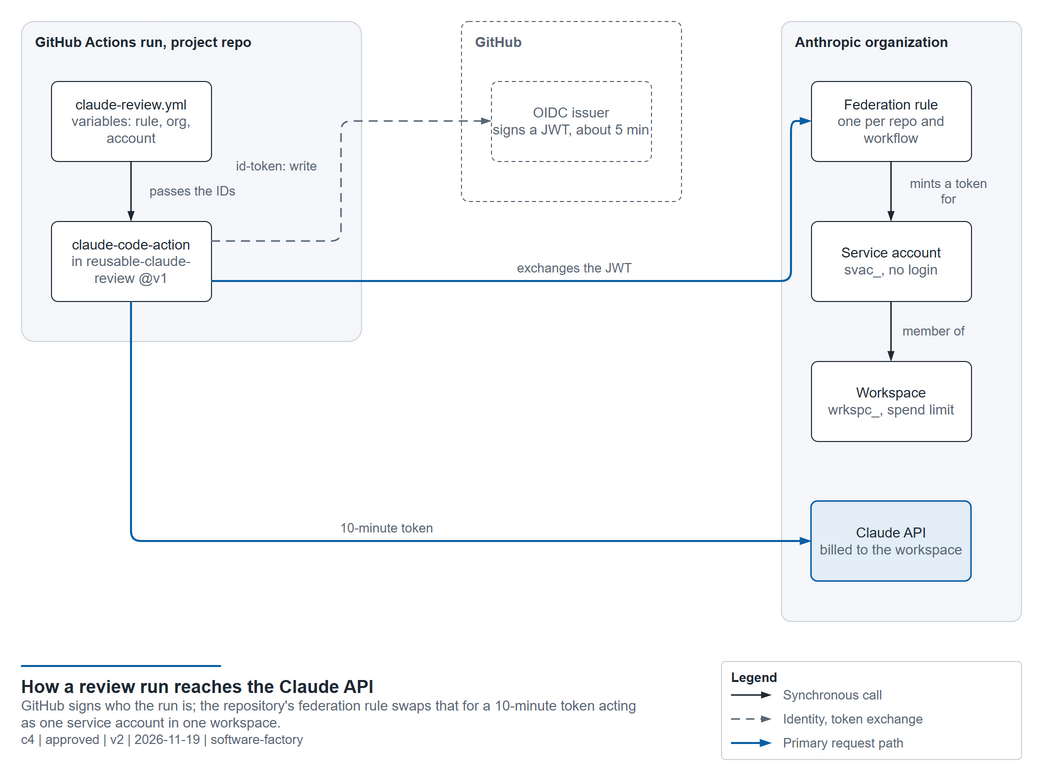 GitHub Actions run, project repo
claude-review.yml
variables: rule, org,
account
passes the IDs
id-token: write
claude-code-action
in reusable-claude-
review @v1
GitHub
OIDC issuer
signs a JWT, about 5 min
exchanges the JWT
Anthropic organization
Federation rule
one per repo and
workflow
mints a token
for
Service account
svac_, no login
member of
Workspace
wrkspc_, spend limit
10-minute token
Claude API
billed to the workspace
How a review run reaches the Claude API
GitHub signs who the run is; the repository's federation rule swaps that for a 10-minute token acting
as one service account in one workspace.
c4 | approved | v2 | 2026-11-19 | software-factory
Legend
Synchronous call
Identity, token exchange
Primary request path